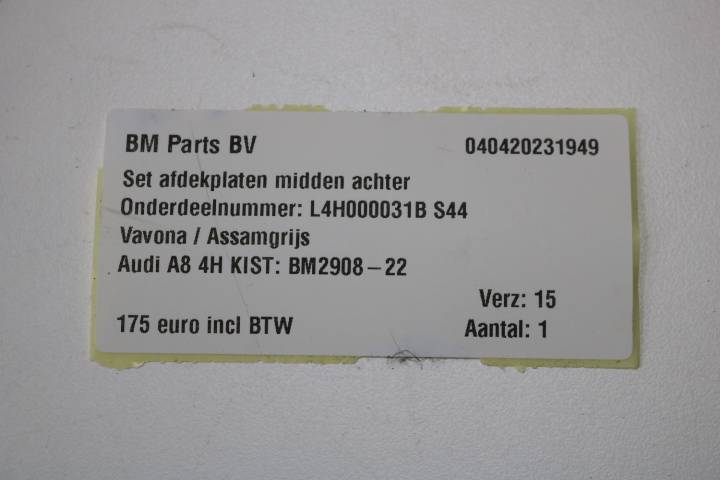 BM Parts BV 040420231949
Set afdekplaten midden achter
Onderdeelnummer: L4H000031B S44
Vavona / Assamgrijs
Audi A8 4H KIST: BM2908-22
Verz: 15
175 euro incl BTW Aantal: 1